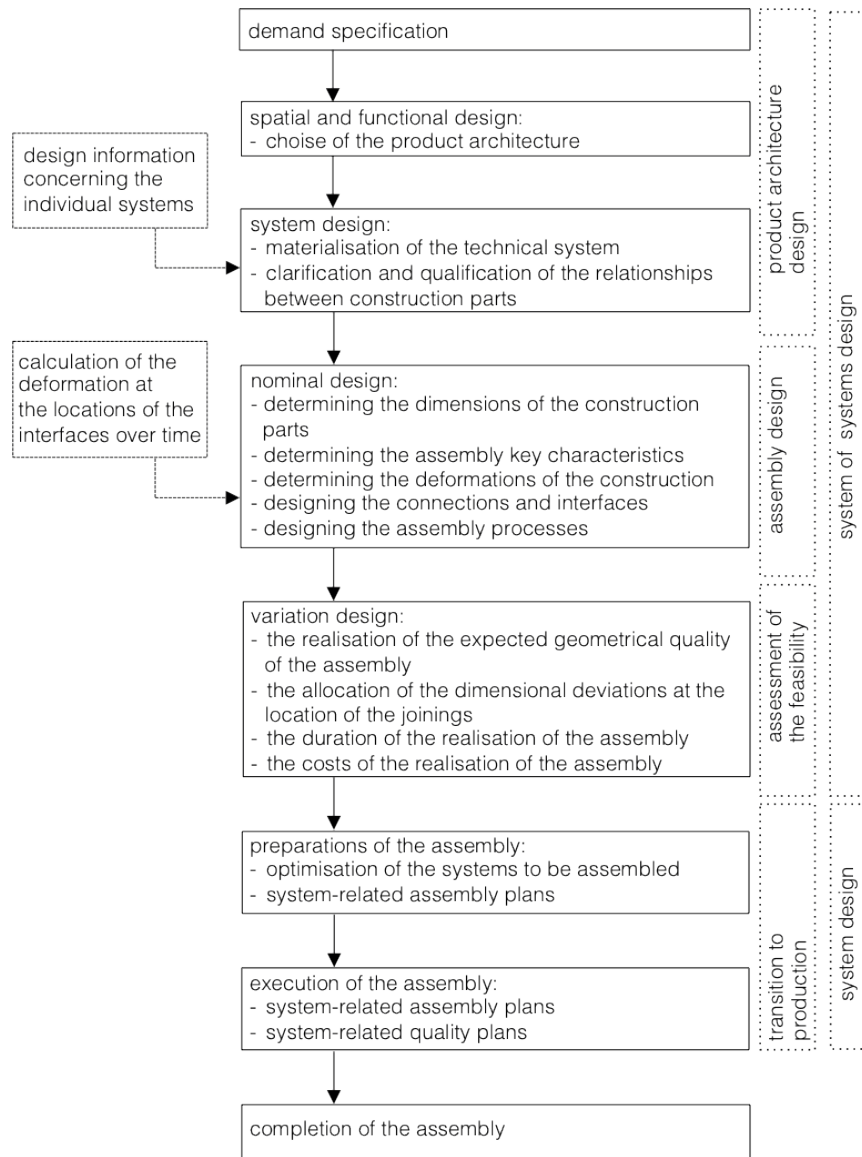 demand specification
spatial and functional design:
- choise of the product architecture
design information
concerning the
individual systems
system design:
- materialisation of the technical system
- clarification and qualification of the relationships
between construction parts
product architecture
design
calculation of the
deformation at
the locations of the
interfaces over time
nominal design:
- determining the dimensions of the construction
parts
- determining the assembly key characteristics
- determining the deformations of the construction
- designing the connections and interfaces
- designing the assembly processes
assembly design
variation design:
- the realisation of the expected geometrical quality
of the assembly
- the allocation of the dimensional deviations at the
location of the joinings
- the duration of the realisation of the assembly
- the costs of the realisation of the assembly
assessment of
the feasibility
system of systems design
preparations of the assembly:
- optimisation of the systems to be assembled
- system-related assembly plans
execution of the assembly:
- system-related assembly plans
- system-related quality plans
transition to
production
system design
completion of the assembly